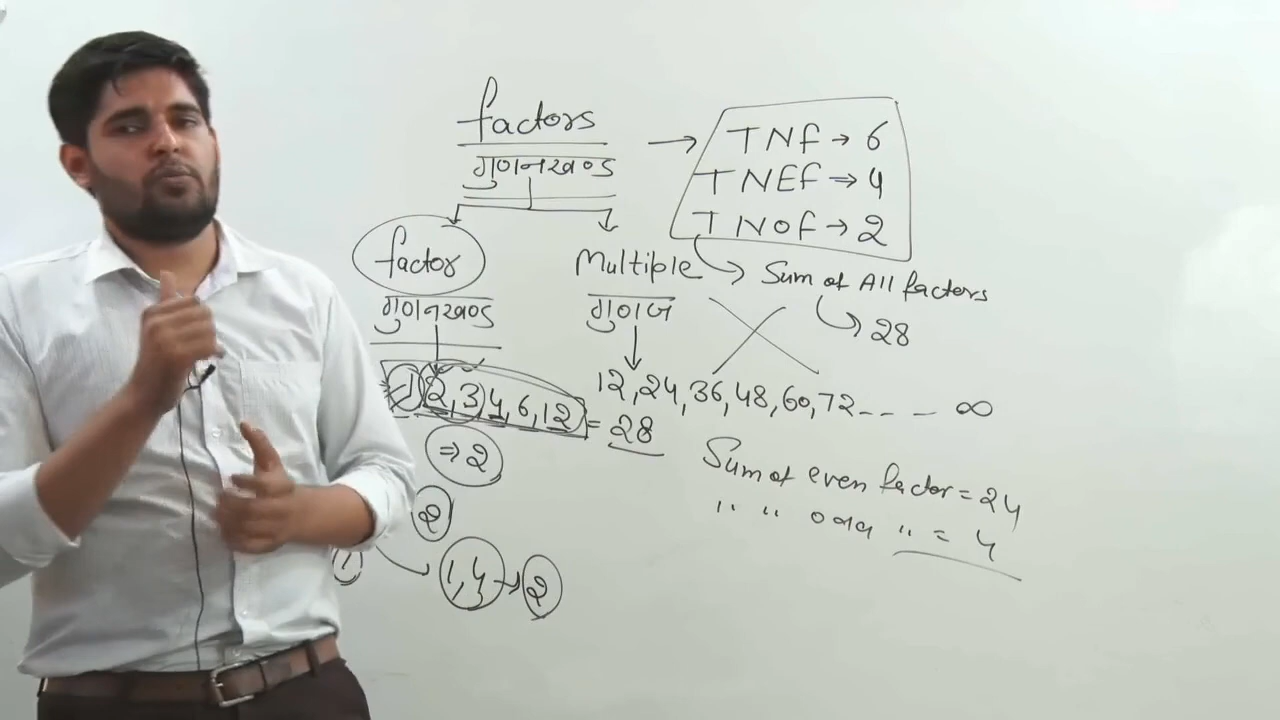 factors
गुणनखण्ड
→ TNf → 6
TNEf ⇒ 4
TNOf → 2
factor
Multiple
→ Sum of All factors
गुणनखण्ड
गुणज
→ 28
1, 2, 3, 4, 6, 12 = 28
12, 24, 36, 48, 60, 72 - - - ∞
⇒ 2
Sum of even factor = 24
" " odd " = 4
2
1
1, 4 → 2